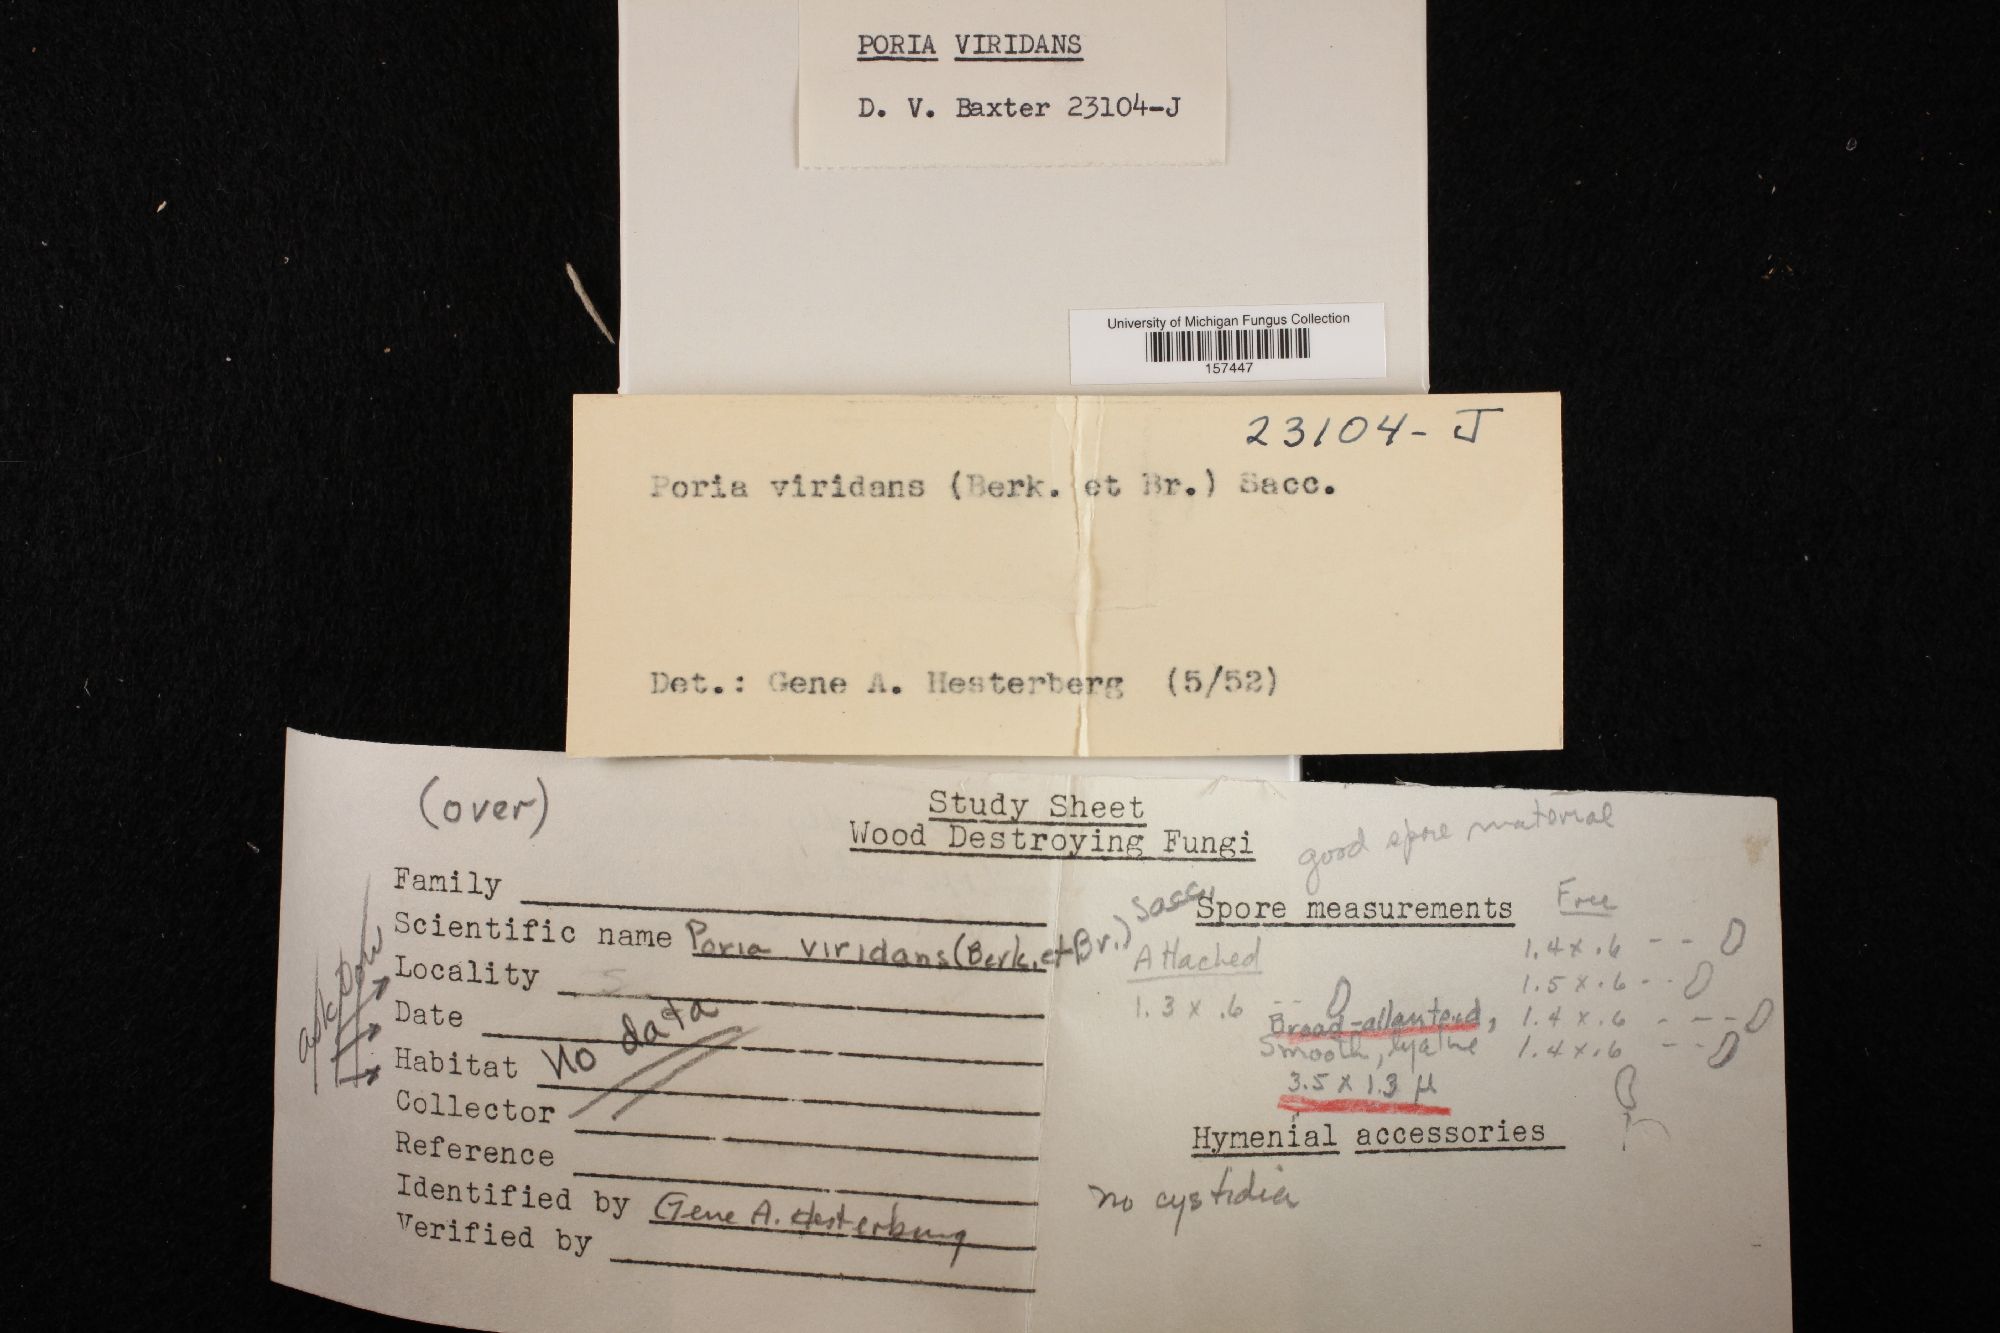 PORIA VIRIDANS
D. V. Baxter 23104-J
University of Michigan Fungus Collection
157447
23104-J
Poria viridans (Berk. et Br.) Sacc.
Det.: Gene A. Hesterberg (5/52)
(over)
Study Sheet
Wood Destroying Fungi
good spore material
Family
Scientific name Poria viridans (Berk. et Br.) Sacc.
Locality
Date
Habitat no data
Collector
Reference
Identified by Gene A. Hesterberg
Verified by
ask Dow
Spore measurements
Attached
1.3 x .6 --
Free
1.4 x .6 --
1.5 x .6 --
1.4 x .6 ---
1.4 x .6 --
Broad-allantoid,
Smooth, hyaline
3.5 x 1.3 µ
Hymenial accessories
no cystidia